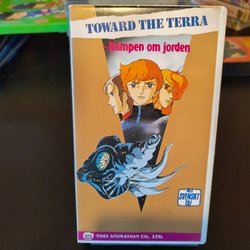 TOWARD THE TERRA
Kampen om jorden
MED
SVENSKT
TAL
TOEI ANIMATION CO., LTD.